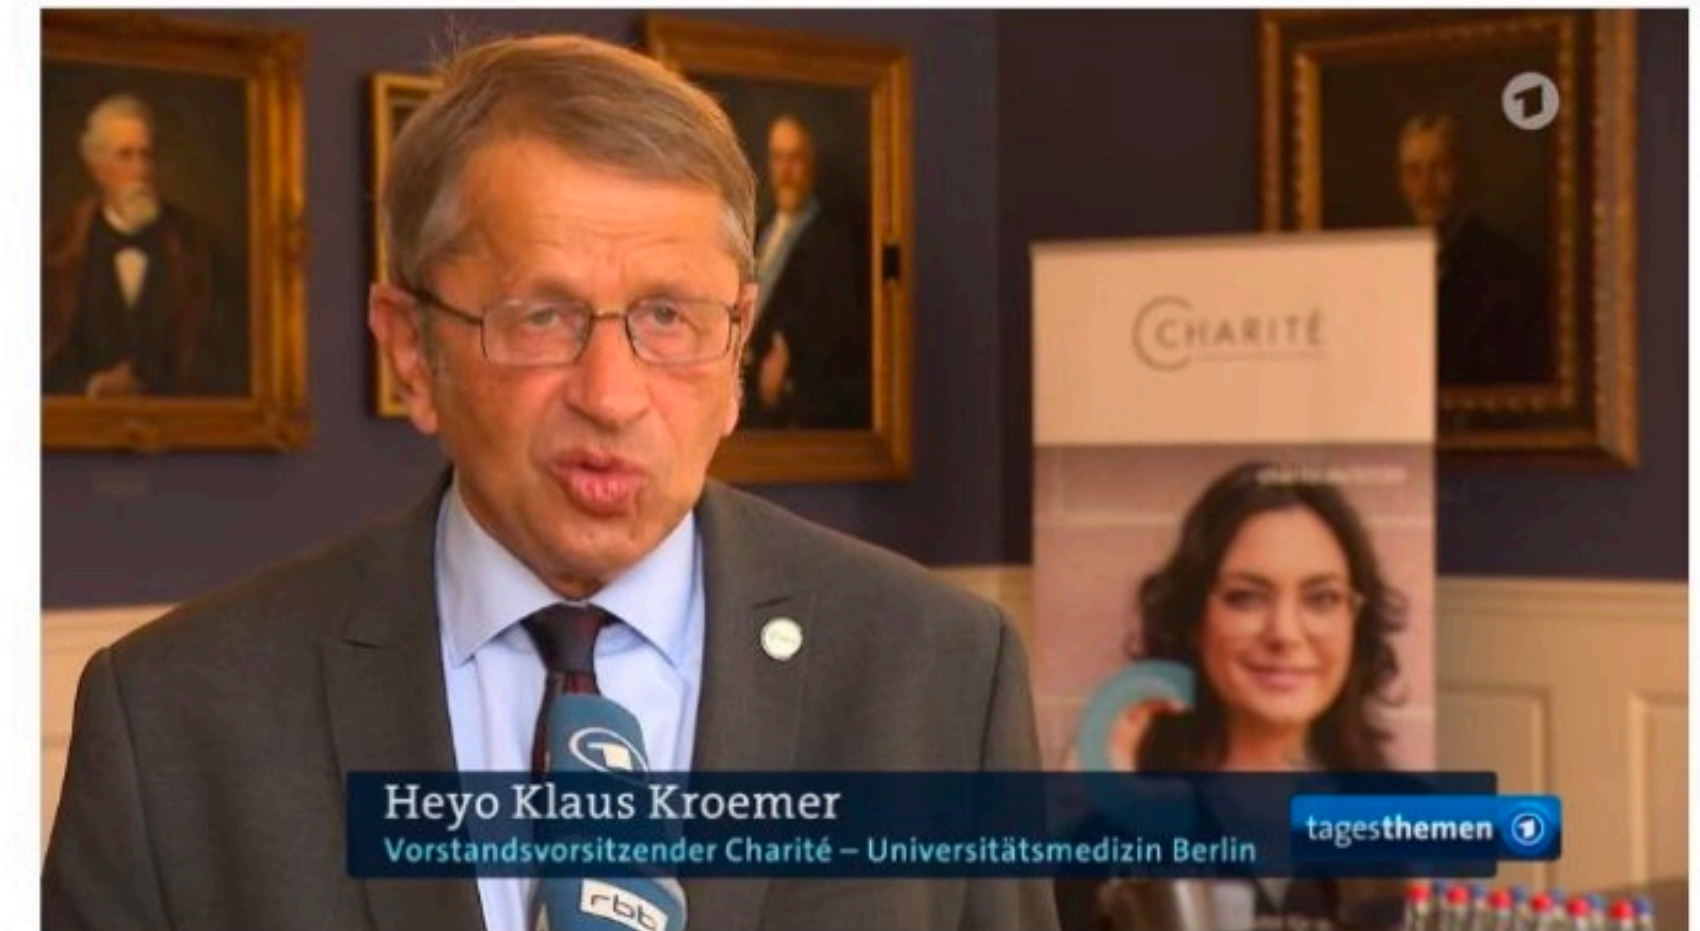 CHARITÉ
Heyo Klaus Kroemer
Vorstandsvorsitzender Charité – Universitätsmedizin Berlin
tagesthemen
rbb